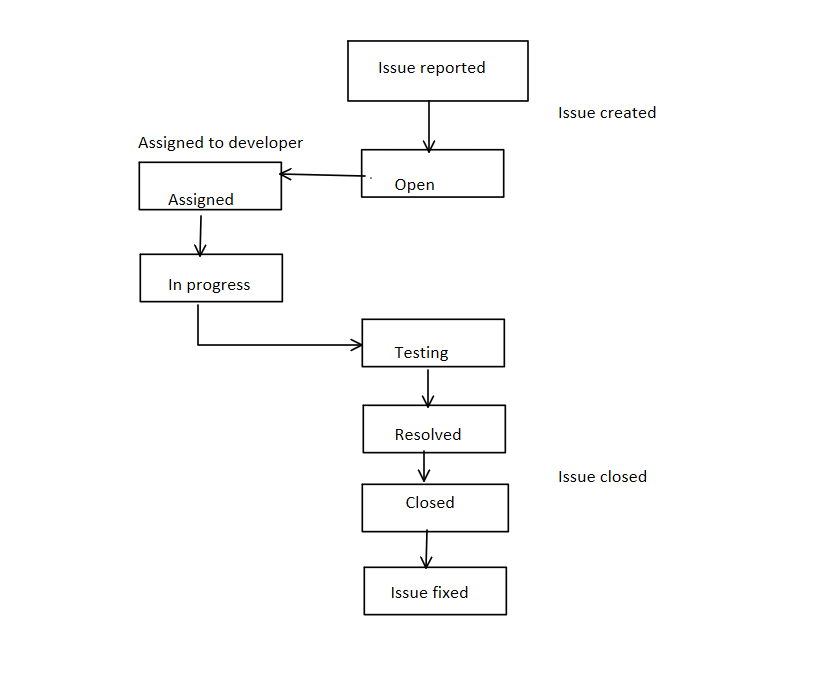 Issue reported
Issue created
Assigned to developer
Open
Assigned
In progress
Testing
Resolved
Issue closed
Closed
Issue fixed